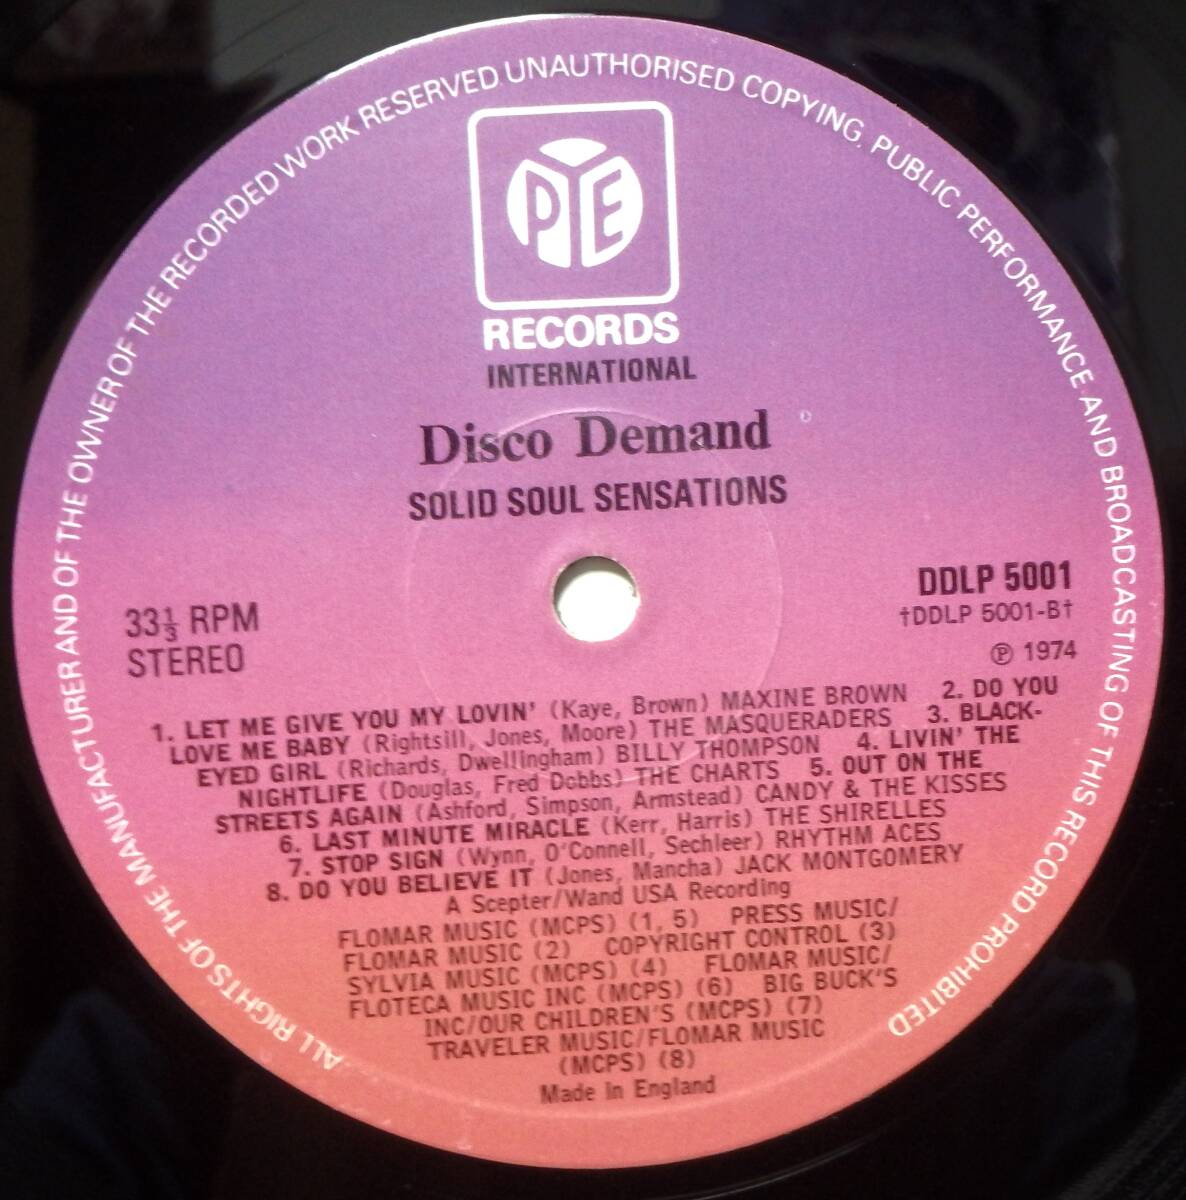 ALL RIGHTS OF THE MANUFACTURER AND OF THE OWNER OF THE RECORDED WORK RESERVED. UNAUTHORISED COPYING, PUBLIC PERFORMANCE AND BROADCASTING OF THIS RECORD PROHIBITED
PYE
RECORDS
INTERNATIONAL
Disco Demand
SOLID SOUL SENSATIONS
33⅓ RPM
STEREO
DDLP 5001
†DDLP 5001-B†
℗ 1974
1. LET ME GIVE YOU MY LOVIN' (Kaye, Brown) MAXINE BROWN 2. DO YOU
LOVE ME BABY (Rightsill, Jones, Moore) THE MASQUERADERS 3. BLACK-
EYED GIRL (Richards, Dwellingham) BILLY THOMPSON 4. LIVIN' THE
NIGHTLIFE (Douglas, Fred Dobbs) THE CHARTS 5. OUT ON THE
STREETS AGAIN (Ashford, Simpson, Armstead) CANDY & THE KISSES
6. LAST MINUTE MIRACLE (Kerr, Harris) THE SHIRELLES
7. STOP SIGN (Wynn, O'Connell, Sechleer) RHYTHM ACES
8. DO YOU BELIEVE IT (Jones, Mancha) JACK MONTGOMERY
A Scepter/Wand USA Recording
FLOMAR MUSIC (MCPS) (1, 5) PRESS MUSIC/
FLOMAR MUSIC (2) COPYRIGHT CONTROL (3)
SYLVIA MUSIC (MCPS) (4) FLOMAR MUSIC/
FLOTECA MUSIC INC (MCPS) (6) BIG BUCK'S
INC/OUR CHILDREN'S (MCPS) (7)
TRAVELER MUSIC/FLOMAR MUSIC
(MCPS) (8)
Made in England